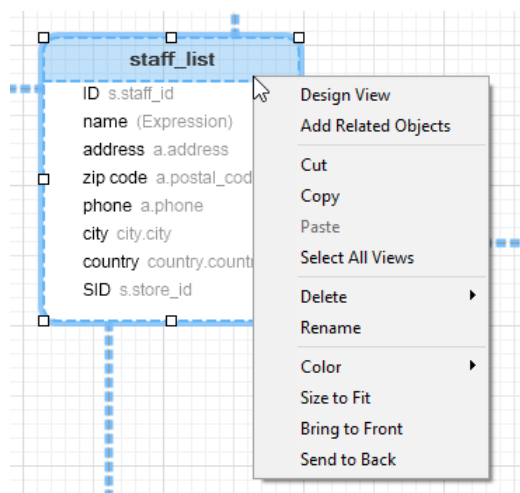 staff_list
ID s.staff_id
name (Expression)
address a.address
zip code a.postal_cod
phone a.phone
city city.city
country country.countr
SID s.store_id
Design View
Add Related Objects
Cut
Copy
Paste
Select All Views
Delete
Rename
Color
Size to Fit
Bring to Front
Send to Back